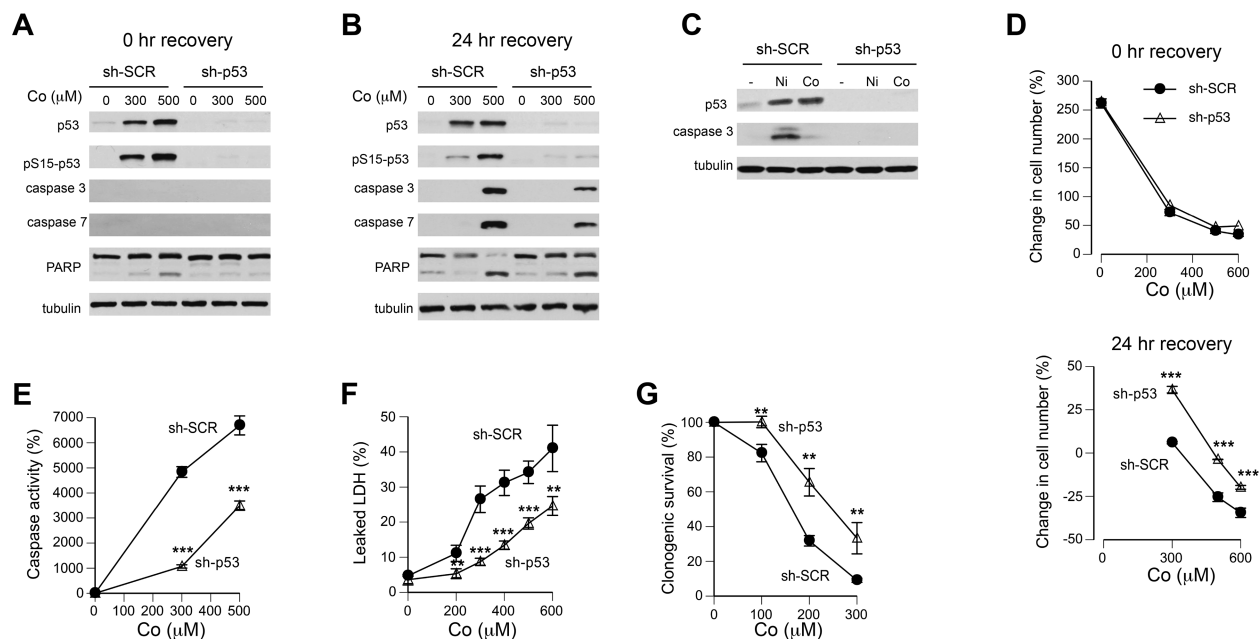 A
0 hr recovery
sh-SCR
sh-p53
Co (μM)
0
300
500
0
300
500
p53
pS15-p53
caspase 3
caspase 7
PARP
tubulin
B
24 hr recovery
sh-SCR
sh-p53
Co (μM)
0
300
500
0
300
500
p53
pS15-p53
caspase 3
caspase 7
PARP
tubulin
C
sh-SCR
sh-p53
-
Ni
Co
-
Ni
Co
p53
caspase 3
tubulin
D
0 hr recovery
Change in cell number (%)
300
250
200
150
100
50
0
sh-SCR
sh-p53
0
200
400
600
Co (μM)
24 hr recovery
Change in cell number (%)
50
25
0
-25
-50
***
sh-p53
***
sh-SCR
***
0
300
600
Co (μM)
E
Caspase activity (%)
7000
6000
5000
4000
3000
2000
1000
0
sh-SCR
***
***
sh-p53
0
100
200
300
400
500
Co (μM)
F
Leaked LDH (%)
50
40
30
20
10
0
sh-SCR
**
***
***
***
**
sh-p53
0
200
400
600
Co (μM)
G
Clonogenic survival (%)
100
80
60
40
20
0
**
sh-p53
**
**
sh-SCR
0
100
200
300
Co (μM)